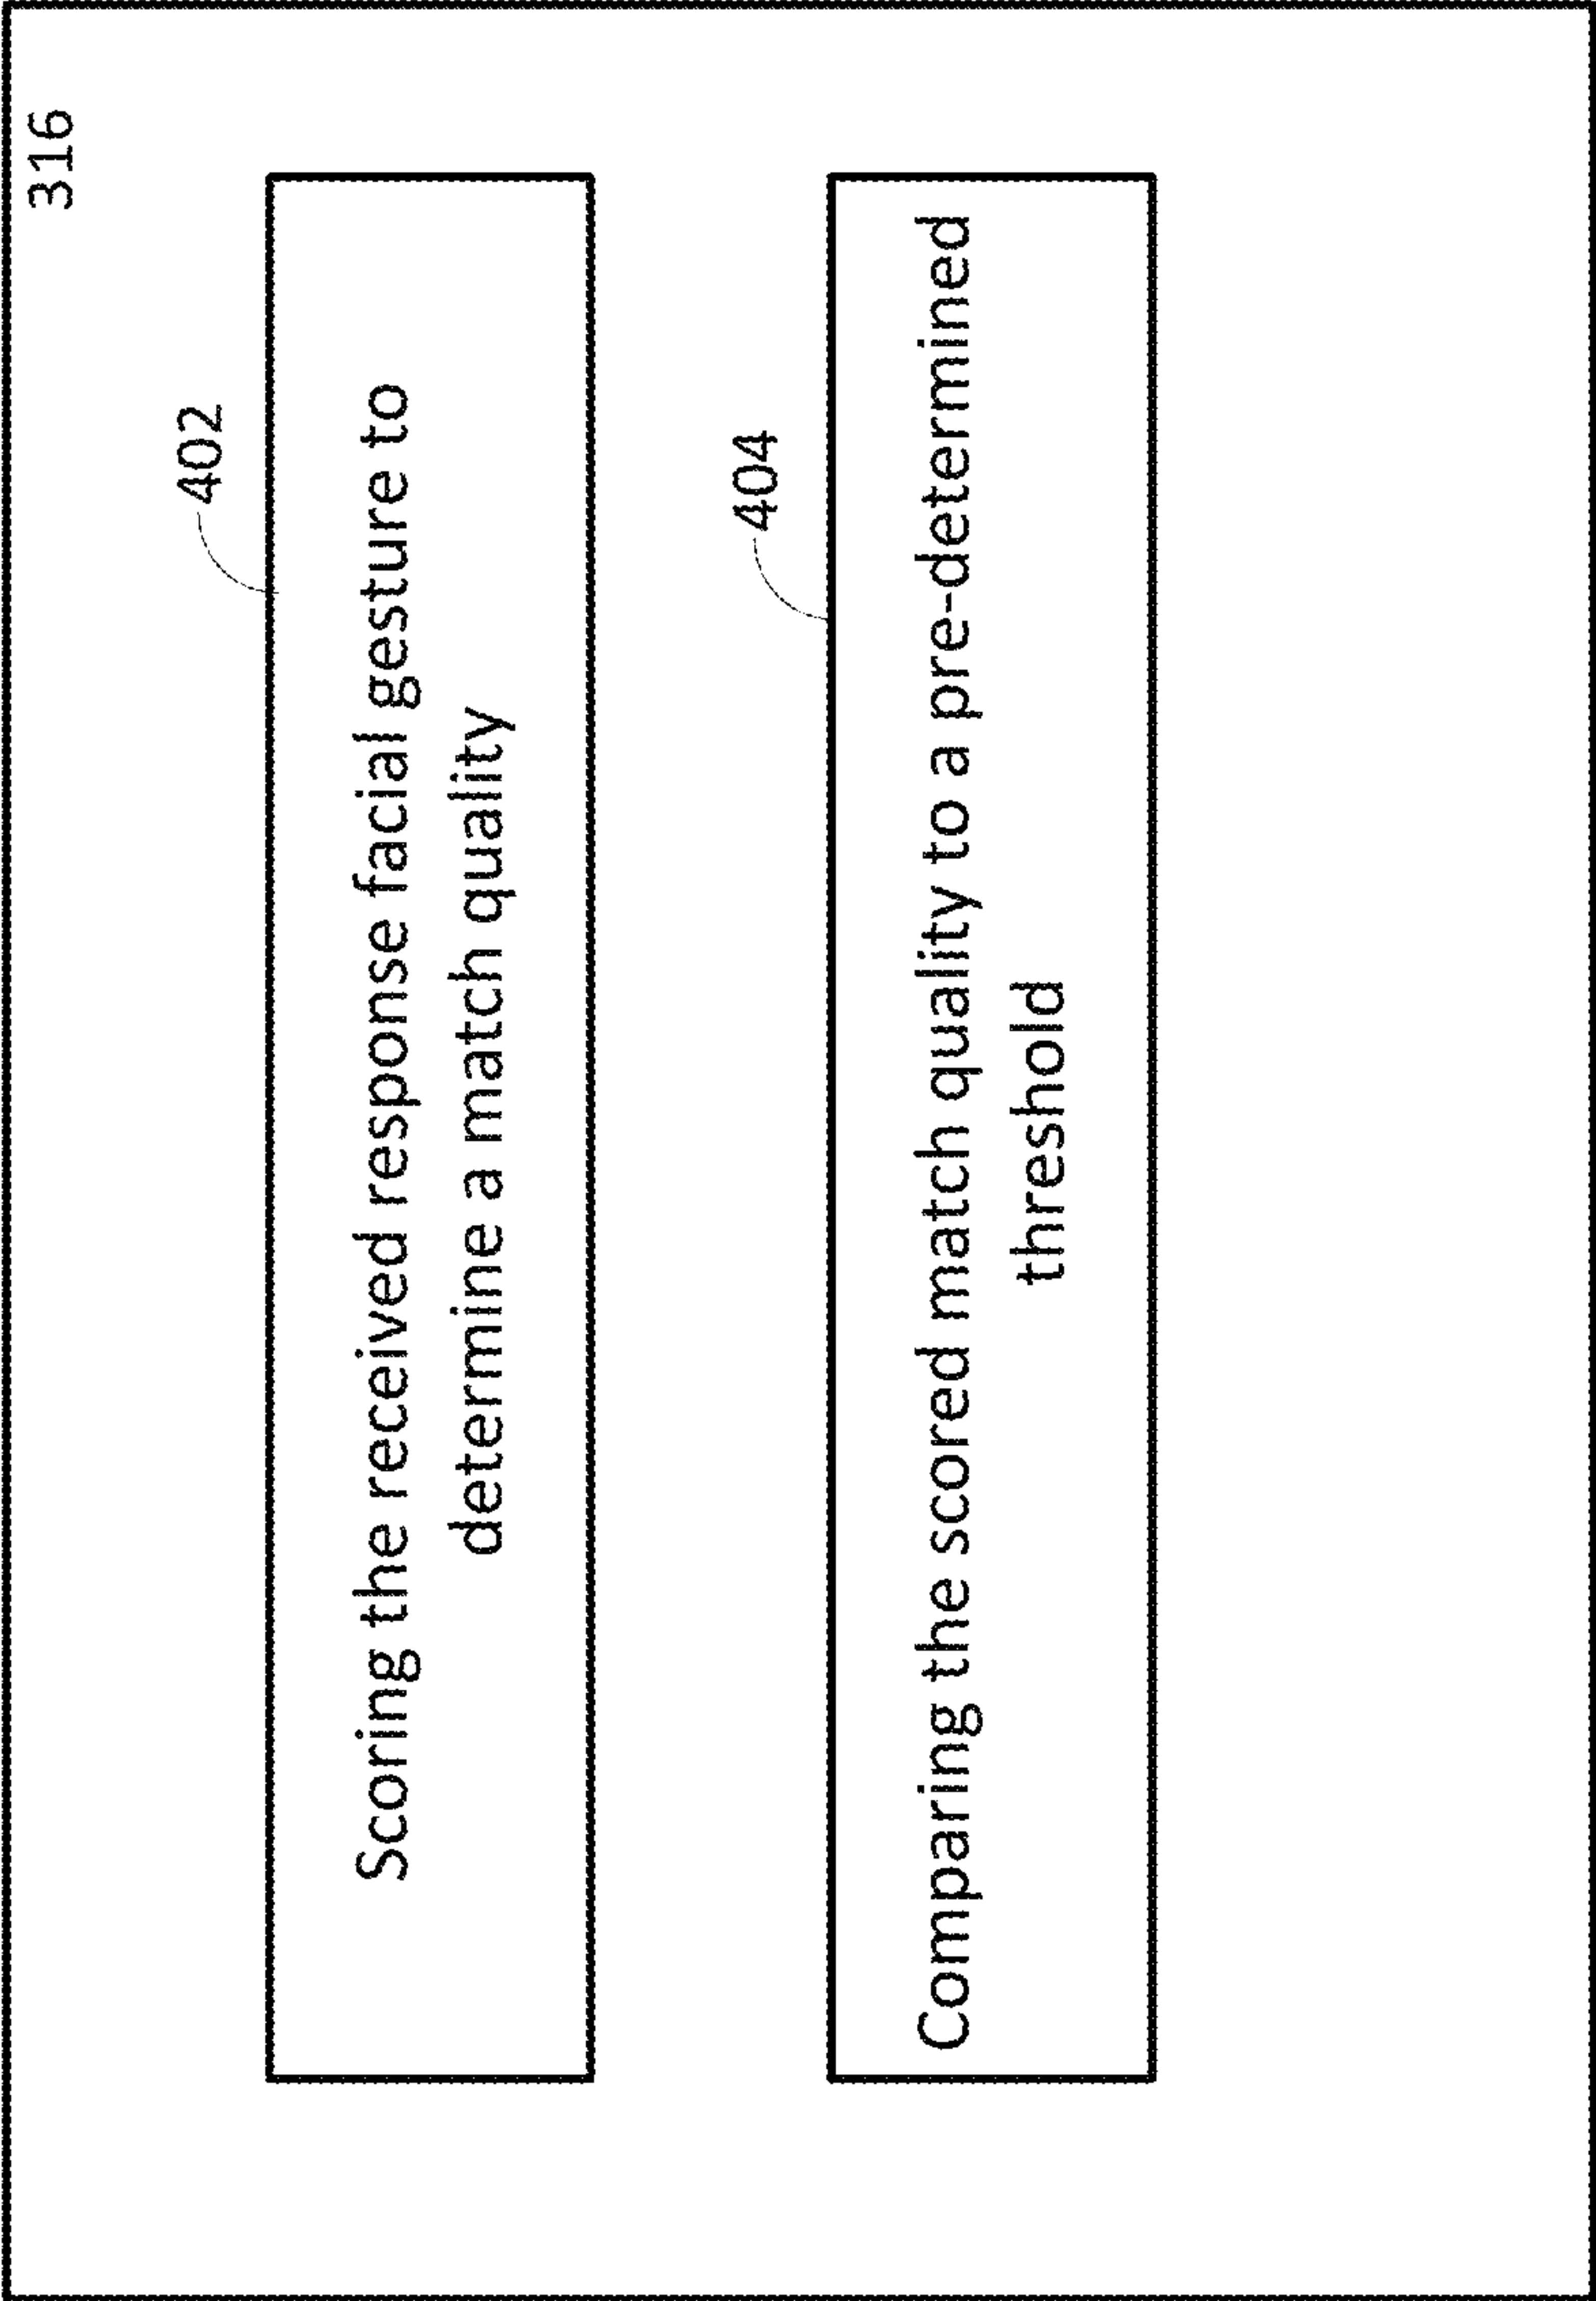 316
402
Scoring the received response facial gesture to
determine a match quality
404
Comparing the scored match quality to a pre-determined
threshold